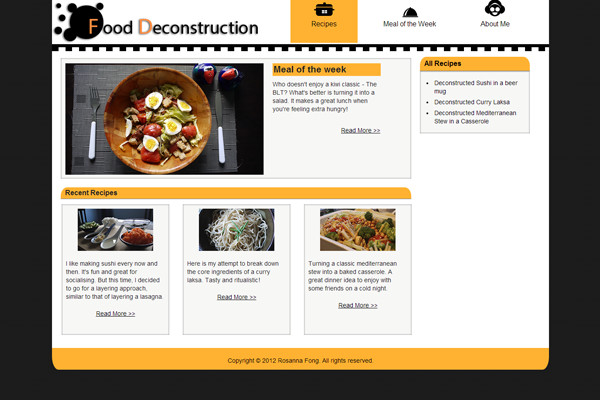 Food Deconstruction
Recipes
Meal of the Week
About Me
Meal of the week
Who doesn't enjoy a kiwi classic - The
BLT? What's better is turning it into a
salad. It makes a great lunch when
you're feeling extra hungry!
Read More >>
All Recipes
Deconstructed Sushi in a beer
mug
Deconstructed Curry Laksa
Deconstructed Mediterranean
Stew in a Casserole
Recent Recipes
I like making sushi every now and
then. It's fun and great for
socialising. But this time, I decided
to go for a layering approach,
similar to that of layering a lasagna.
Read More >>
Here is my attempt to break down
the core ingredients of a curry
laksa. Tasty and ritualistic!
Read More >>
Turning a classic mediterranean
stew into a baked casserole. A
great dinner idea to enjoy with
some friends on a cold night.
Read More >>
Copyright © 2012 Rosanna Fong. All rights reserved.